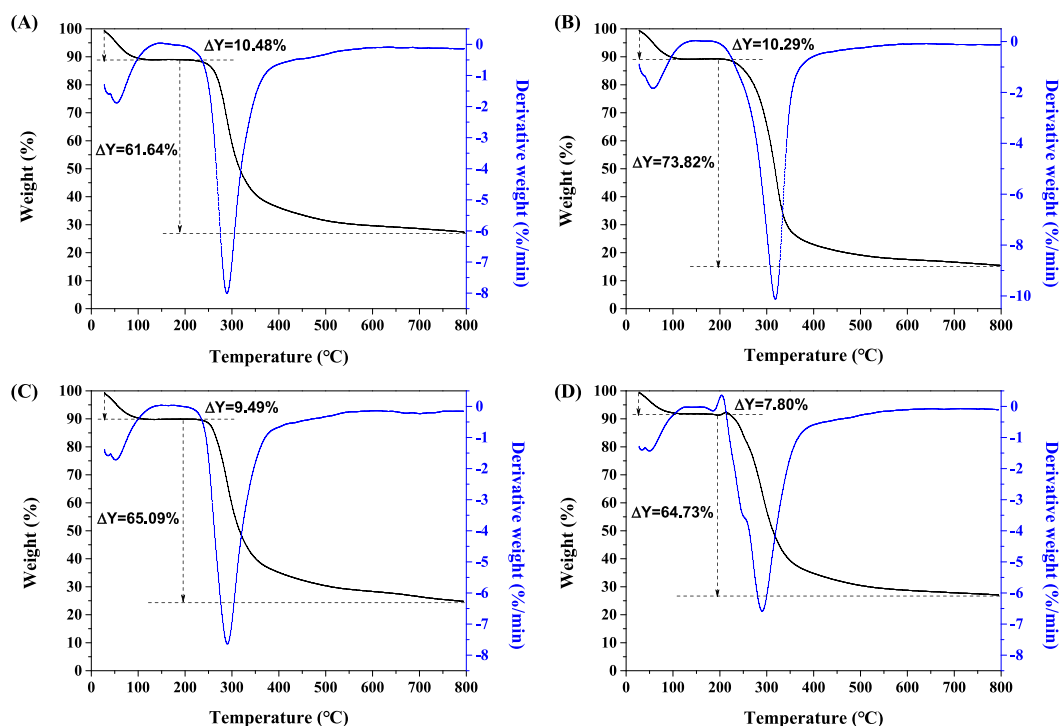 (A)
ΔY=10.48%
ΔY=61.64%
100
90
80
70
60
50
40
30
20
10
0
Weight (%)
0
-1
-2
-3
-4
-5
-6
-7
-8
Derivative weight (%/min)
0 100 200 300 400 500 600 700 800
Temperature (°C)
(B)
ΔY=10.29%
ΔY=73.82%
100
90
80
70
60
50
40
30
20
10
0
Weight (%)
0
-2
-4
-6
-8
-10
Derivative weight (%/min)
0 100 200 300 400 500 600 700 800
Temperature (°C)
(C)
ΔY=9.49%
ΔY=65.09%
100
90
80
70
60
50
40
30
20
10
0
Weight (%)
0
-1
-2
-3
-4
-5
-6
-7
-8
Derivative weight (%/min)
0 100 200 300 400 500 600 700 800
Temperature (°C)
(D)
ΔY=7.80%
ΔY=64.73%
100
90
80
70
60
50
40
30
20
10
0
Weight (%)
0
-1
-2
-3
-4
-5
-6
-7
-8
Derivative weight (%/min)
0 100 200 300 400 500 600 700 800
Temperature (°C)